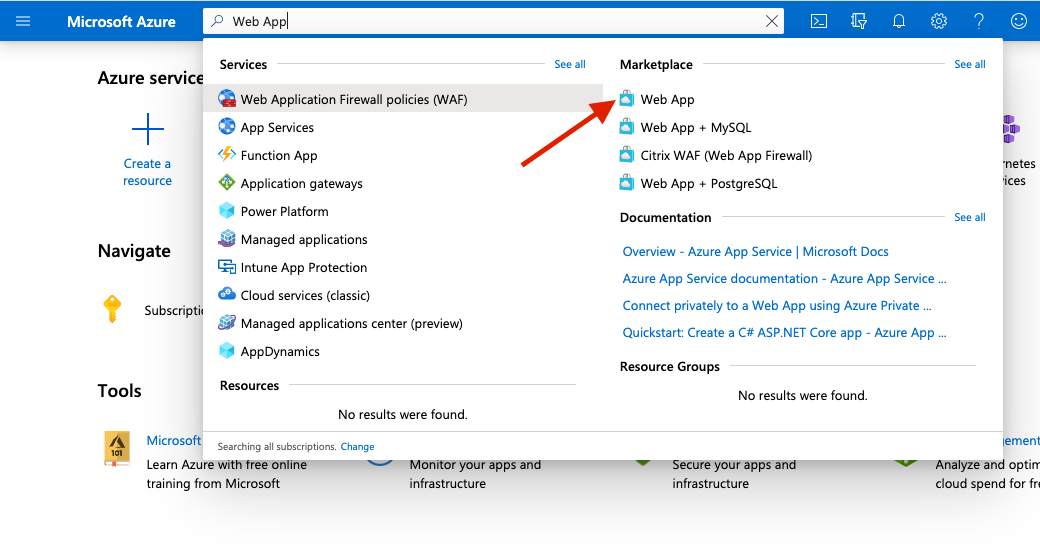 Microsoft Azure
Web App
Services
See all
Web Application Firewall policies (WAF)
App Services
Function App
Application gateways
Power Platform
Managed applications
Intune App Protection
Cloud services (classic)
Managed applications center (preview)
AppDynamics
Resources
No results were found.
Marketplace
See all
Web App
Web App + MySQL
Citrix WAF (Web App Firewall)
Web App + PostgreSQL
Documentation
See all
Overview - Azure App Service | Microsoft Docs
Azure App Service documentation - Azure App Service ...
Connect privately to a Web App using Azure Private ...
Quickstart: Create a C# ASP.NET Core app - Azure App ...
Resource Groups
No results were found.
Searching all subscriptions. Change
Azure service
Create a
resource
rnetes
vices
Navigate
Subscriptio
Tools
101
Microsoft
Learn Azure with free online
training from Microsoft
Monitor your apps and
infrastructure
Secure your apps and
infrastructure
gement
Analyze and optim
cloud spend for fre